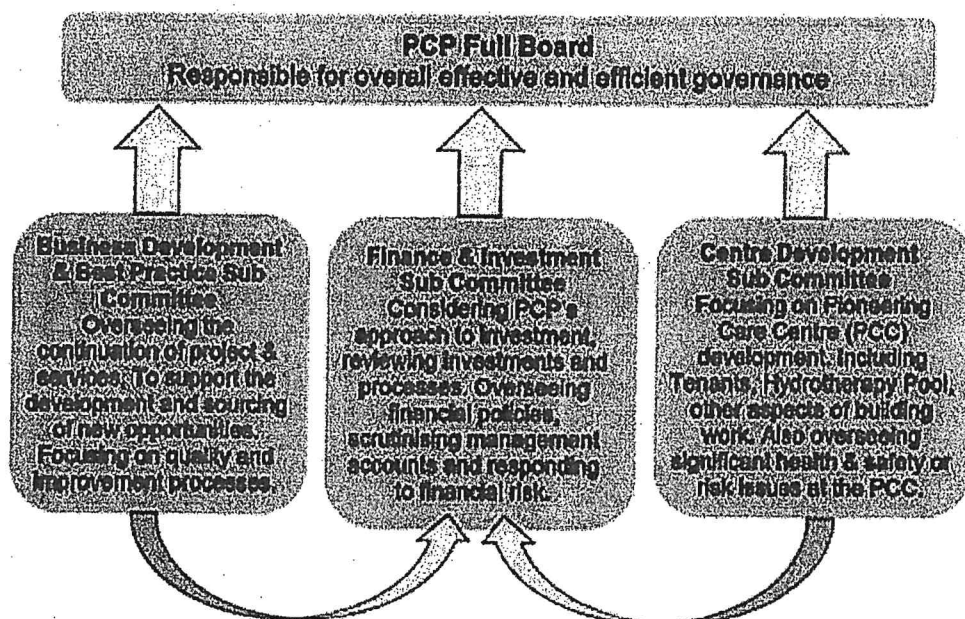 PCP Full Board
Responsible for overall effective and efficient governance
Business Development
& Best Practice Sub
Committee
Overseeing the
continuation of project &
services. To support the
development and sourcing
of new opportunities.
Focusing on quality and
improvement processes.
Finance & Investment
Sub Committee
Considering PCP's
approach to investment,
reviewing investments and
processes. Overseeing
financial policies,
scrutinising management
accounts and responding
to financial risk.
Centre Development
Sub Committee
Focusing on Pioneering
Care Centre (PCC)
development, including
Tenants, Hydrotherapy Pool,
other aspects of building
work. Also overseeing
significant health & safety or
risk issues at the PCC.